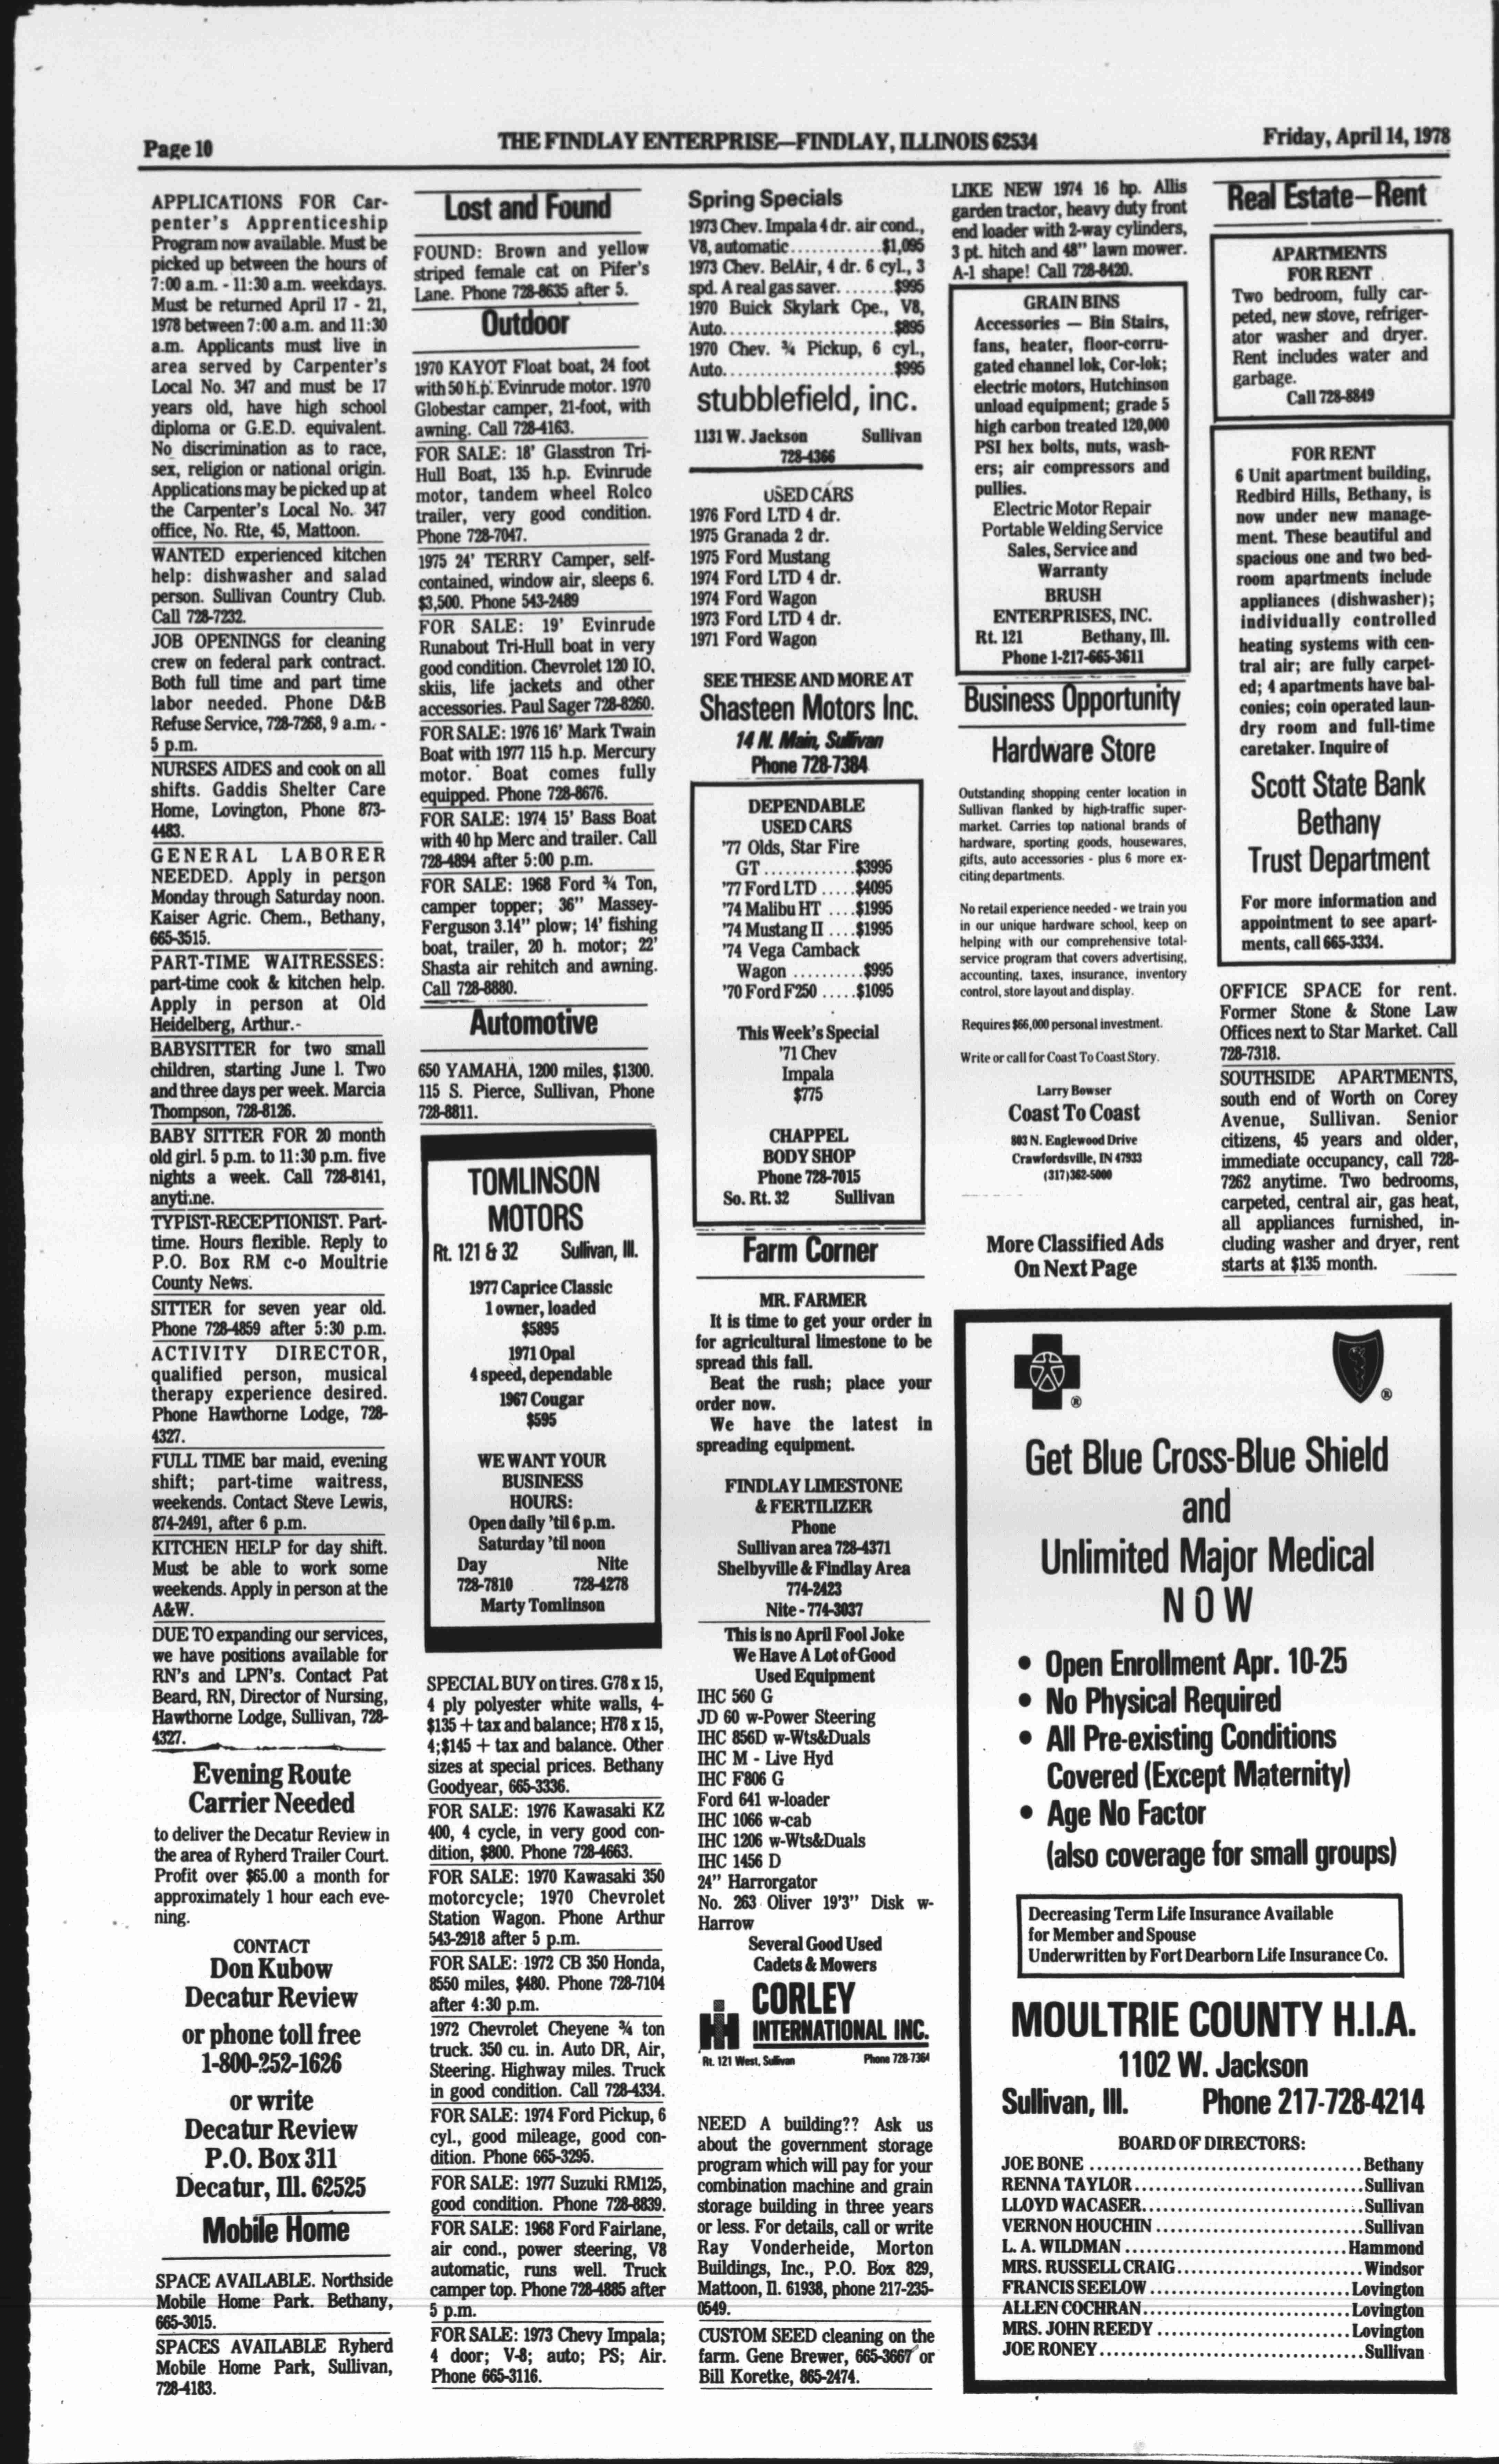 Page 10
THE FINDLAY ENTERPRISE—FINDLAY, ILLINOIS 62534
Friday, April 14, 1978
APPLICATIONS FOR Car-
penter's Apprenticeship
Program now available. Must be
picked up between the hours of
7:00 a.m. - 11:30 a.m. weekdays.
Must be returned April 17 - 21,
1978 between 7:00 a.m. and 11:30
a.m. Applicants must live in
area served by Carpenter's
Local No. 347 and must be 17
years old, have high school
diploma or G.E.D. equivalent.
No discrimination as to race,
sex, religion or national origin.
Applications may be picked up at
the Carpenter's Local No. 347
office, No. Rte, 45, Mattoon.
WANTED experienced kitchen
help: dishwasher and salad
person. Sullivan Country Club.
Call 728-7232.
JOB OPENINGS for cleaning
crew on federal park contract.
Both full time and part time
labor needed. Phone D&B
Refuse Service, 728-7268, 9 a.m. -
5 p.m.
NURSES AIDES and cook on all
shifts. Gaddis Shelter Care
Home, Lovington, Phone 873-
4483.
GENERAL LABORER
NEEDED. Apply in person
Monday through Saturday noon.
Kaiser Agric. Chem., Bethany,
665-3515.
PART-TIME WAITRESSES:
part-time cook & kitchen help.
Apply in person at Old
Heidelberg, Arthur.-
BABYSITTER for two small
children, starting June 1. Two
and three days per week. Marcia
Thompson, 728-8126.
BABY SITTER FOR 20 month
old girl. 5 p.m. to 11:30 p.m. five
nights a week. Call 728-8141,
anytime.
TYPIST-RECEPTIONIST. Part-
time. Hours flexible. Reply to
P.O. Box RM c-o Moultrie
County News.
SITTER for seven year old.
Phone 728-4859 after 5:30 p.m.
ACTIVITY DIRECTOR,
qualified person, musical
therapy experience desired.
Phone Hawthorne Lodge, 728-
4327.
FULL TIME bar maid, evening
shift; part-time waitress,
weekends. Contact Steve Lewis,
874-2491, after 6 p.m.
KITCHEN HELP for day shift.
Must be able to work some
weekends. Apply in person at the
A&W.
DUE TO expanding our services,
we have positions available for
RN's and LPN's. Contact Pat
Beard, RN, Director of Nursing,
Hawthorne Lodge, Sullivan, 728-
4327.
Evening Route
Carrier Needed
to deliver the Decatur Review in
the area of Ryherd Trailer Court.
Profit over $65.00 a month for
approximately 1 hour each eve-
ning.
CONTACT
Don Kubow
Decatur Review
or phone toll free
1-800-252-1626
or write
Decatur Review
P.O. Box 311
Decatur, Ill. 62525
Mobile Home
SPACE AVAILABLE. Northside
Mobile Home Park. Bethany,
665-3015.
SPACES AVAILABLE Ryherd
Mobile Home Park, Sullivan,
728-4183.
Lost and Found
FOUND: Brown and yellow
striped female cat on Pifer's
Lane. Phone 728-8635 after 5.
Outdoor
1970 KAYOT Float boat, 24 foot
with 50 h.p. Evinrude motor. 1970
Globestar camper, 21-foot, with
awning. Call 728-4163.
FOR SALE: 18' Glasstron Tri-
Hull Boat, 135 h.p. Evinrude
motor, tandem wheel Rolco
trailer, very good condition.
Phone 728-7047.
1975 24' TERRY Camper, self-
contained, window air, sleeps 6.
$3,500. Phone 543-2489
FOR SALE: 19' Evinrude
Runabout Tri-Hull boat in very
good condition. Chevrolet 120 IO,
skiis, life jackets and other
accessories. Paul Sager 728-8260.
FOR SALE: 1976 16' Mark Twain
Boat with 1977 115 h.p. Mercury
motor. Boat comes fully
equipped. Phone 728-8676.
FOR SALE: 1974 15' Bass Boat
with 40 hp Merc and trailer. Call
728-4894 after 5:00 p.m.
FOR SALE: 1968 Ford ¾ Ton,
camper topper; 36" Massey-
Ferguson 3.14" plow; 14' fishing
boat, trailer, 20 h. motor; 22'
Shasta air rehitch and awning.
Call 728-8880.
Automotive
650 YAMAHA, 1200 miles, $1300.
115 S. Pierce, Sullivan, Phone
728-8811.
TOMLINSON
MOTORS
Rt. 121 & 32 Sullivan, Ill.
1977 Caprice Classic
1 owner, loaded
$5895
1971 Opal
4 speed, dependable
1967 Cougar
$595
WE WANT YOUR
BUSINESS
HOURS:
Open daily 'til 6 p.m.
Saturday 'til noon
Day Nite
728-7810 728-4278
Marty Tomlinson
SPECIAL BUY on tires. G78 x 15,
4 ply polyester white walls, 4-
$135 + tax and balance; H78 x 15,
4;$145 + tax and balance. Other
sizes at special prices. Bethany
Goodyear, 665-3336.
FOR SALE: 1976 Kawasaki KZ
400, 4 cycle, in very good con-
dition, $800. Phone 728-4663.
FOR SALE: 1970 Kawasaki 350
motorcycle; 1970 Chevrolet
Station Wagon. Phone Arthur
543-2918 after 5 p.m.
FOR SALE: 1972 CB 350 Honda,
8550 miles, $480. Phone 728-7104
after 4:30 p.m.
1972 Chevrolet Cheyene ¾ ton
truck. 350 cu. in. Auto DR, Air,
Steering. Highway miles. Truck
in good condition. Call 728-4334.
FOR SALE: 1974 Ford Pickup, 6
cyl., good mileage, good con-
dition. Phone 665-3295.
FOR SALE: 1977 Suzuki RM125,
good condition. Phone 728-8839.
FOR SALE: 1968 Ford Fairlane,
air cond., power steering, V8
automatic, runs well. Truck
camper top. Phone 728-4885 after
5 p.m.
FOR SALE: 1973 Chevy Impala;
4 door; V-8; auto; PS; Air.
Phone 665-3116.
Spring Specials
1973 Chev. Impala 4 dr. air cond.,
V8, automatic............$1,095
1973 Chev. BelAir, 4 dr. 6 cyl., 3
spd. A real gas saver........$995
1970 Buick Skylark Cpe., V8,
Auto.......................$895
1970 Chev. ¾ Pickup, 6 cyl.,
Auto.......................$995
stubblefield, inc.
1131 W. Jackson Sullivan
728-4366
USED CARS
1976 Ford LTD 4 dr.
1975 Granada 2 dr.
1975 Ford Mustang
1974 Ford LTD 4 dr.
1974 Ford Wagon
1973 Ford LTD 4 dr.
1971 Ford Wagon
SEE THESE AND MORE AT
Shasteen Motors Inc.
14 N. Main, Sullivan
Phone 728-7384
DEPENDABLE
USED CARS
'77 Olds, Star Fire
GT .............$3995
'77 Ford LTD .....$4095
'74 Malibu HT ....$1995
'74 Mustang II ....$1995
'74 Vega Camback
Wagon ..........$995
'70 Ford F250 .....$1095
This Week's Special
'71 Chev
Impala
$775
CHAPPEL
BODY SHOP
Phone 728-7015
So. Rt. 32 Sullivan
Farm Corner
MR. FARMER
It is time to get your order in
for agricultural limestone to be
spread this fall.
Beat the rush; place your
order now.
We have the latest in
spreading equipment.
FINDLAY LIMESTONE
& FERTILIZER
Phone
Sullivan area 728-4371
Shelbyville & Findlay Area
774-2423
Nite - 774-3037
This is no April Fool Joke
We Have A Lot of Good
Used Equipment
IHC 560 G
JD 60 w-Power Steering
IHC 856D w-Wts&Duals
IHC M - Live Hyd
IHC F806 G
Ford 641 w-loader
IHC 1066 w-cab
IHC 1206 w-Wts&Duals
IHC 1456 D
24" Harrorgator
No. 263 Oliver 19'3" Disk w-
Harrow
Several Good Used
Cadets & Mowers
CORLEY
INTERNATIONAL INC.
Rt. 121 West, Sullivan Phone 728-7364
NEED A building?? Ask us
about the government storage
program which will pay for your
combination machine and grain
storage building in three years
or less. For details, call or write
Ray Vonderheide, Morton
Buildings, Inc., P.O. Box 829,
Mattoon, Il. 61938, phone 217-235-
0549.
CUSTOM SEED cleaning on the
farm. Gene Brewer, 665-3667 or
Bill Koretke, 865-2474.
LIKE NEW 1974 16 hp. Allis
garden tractor, heavy duty front
end loader with 2-way cylinders,
3 pt. hitch and 48" lawn mower.
A-1 shape! Call 728-8420.
GRAIN BINS
Accessories — Bin Stairs,
fans, heater, floor-corru-
gated channel lok, Cor-lok;
electric motors, Hutchinson
unload equipment; grade 5
high carbon treated 120,000
PSI hex bolts, nuts, wash-
ers; air compressors and
pullies.
Electric Motor Repair
Portable Welding Service
Sales, Service and
Warranty
BRUSH
ENTERPRISES, INC.
Rt. 121 Bethany, Ill.
Phone 1-217-665-3611
Business Opportunity
Hardware Store
Outstanding shopping center location in
Sullivan flanked by high-traffic super-
market. Carries top national brands of
hardware, sporting goods, housewares,
gifts, auto accessories - plus 6 more ex-
citing departments.
No retail experience needed - we train you
in our unique hardware school, keep on
helping with our comprehensive total-
service program that covers advertising,
accounting, taxes, insurance, inventory
control, store layout and display.
Requires $66,000 personal investment.
Write or call for Coast To Coast Story.
Larry Bowser
Coast To Coast
803 N. Englewood Drive
Crawfordsville, IN 47933
(317)362-5000
More Classified Ads
On Next Page
Real Estate—Rent
APARTMENTS
FOR RENT
Two bedroom, fully car-
peted, new stove, refriger-
ator washer and dryer.
Rent includes water and
garbage.
Call 728-8849
FOR RENT
6 Unit apartment building,
Redbird Hills, Bethany, is
now under new manage-
ment. These beautiful and
spacious one and two bed-
room apartments include
appliances (dishwasher);
individually controlled
heating systems with cen-
tral air; are fully carpet-
ed; 4 apartments have bal-
conies; coin operated laun-
dry room and full-time
caretaker. Inquire of
Scott State Bank
Bethany
Trust Department
For more information and
appointment to see apart-
ments, call 665-3334.
OFFICE SPACE for rent.
Former Stone & Stone Law
Offices next to Star Market. Call
728-7318.
SOUTHSIDE APARTMENTS,
south end of Worth on Corey
Avenue, Sullivan. Senior
citizens, 45 years and older,
immediate occupancy, call 728-
7262 anytime. Two bedrooms,
carpeted, central air, gas heat,
all appliances furnished, in-
cluding washer and dryer, rent
starts at $135 month.
Get Blue Cross-Blue Shield
and
Unlimited Major Medical
NOW
• Open Enrollment Apr. 10-25
• No Physical Required
• All Pre-existing Conditions
Covered (Except Maternity)
• Age No Factor
(also coverage for small groups)
Decreasing Term Life Insurance Available
for Member and Spouse
Underwritten by Fort Dearborn Life Insurance Co.
MOULTRIE COUNTY H.I.A.
1102 W. Jackson
Sullivan, Ill. Phone 217-728-4214
BOARD OF DIRECTORS:
JOE BONE ..................................Bethany
RENNA TAYLOR..............................Sullivan
LLOYD WACASER.............................Sullivan
VERNON HOUCHIN ...........................Sullivan
L. A. WILDMAN .............................Hammond
MRS. RUSSELL CRAIG.........................Windsor
FRANCIS SEELOW ...........................Lovington
ALLEN COCHRAN............................Lovington
MRS. JOHN REEDY ..........................Lovington
JOE RONEY.................................Sullivan